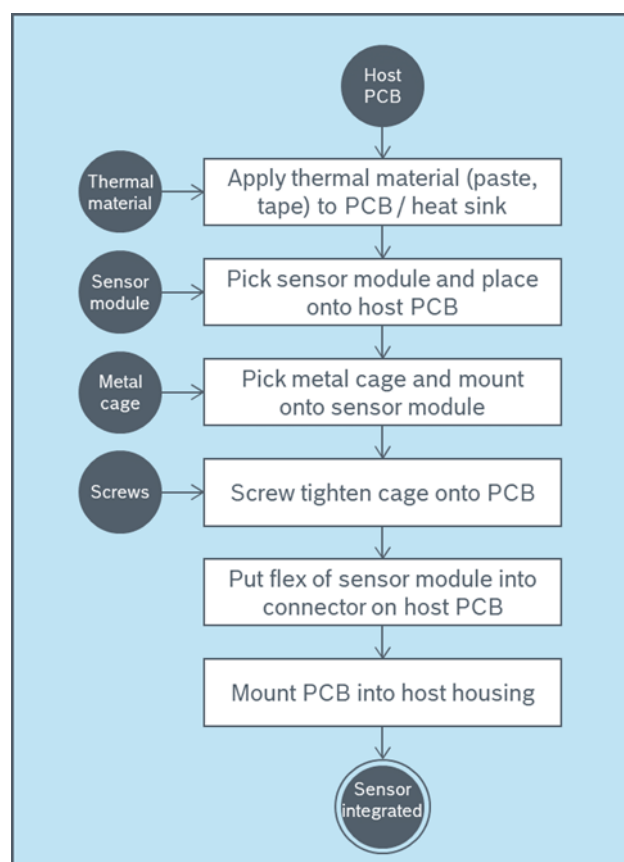 Host
PCB
Thermal
material
Apply thermal material (paste,
tape) to PCB / heat sink
Sensor
module
Pick sensor module and place
onto host PCB
Metal
cage
Pick metal cage and mount
onto sensor module
Screws
Screw tighten cage onto PCB
Put flex of sensor module into
connector on host PCB
Mount PCB into host housing
Sensor
integrated